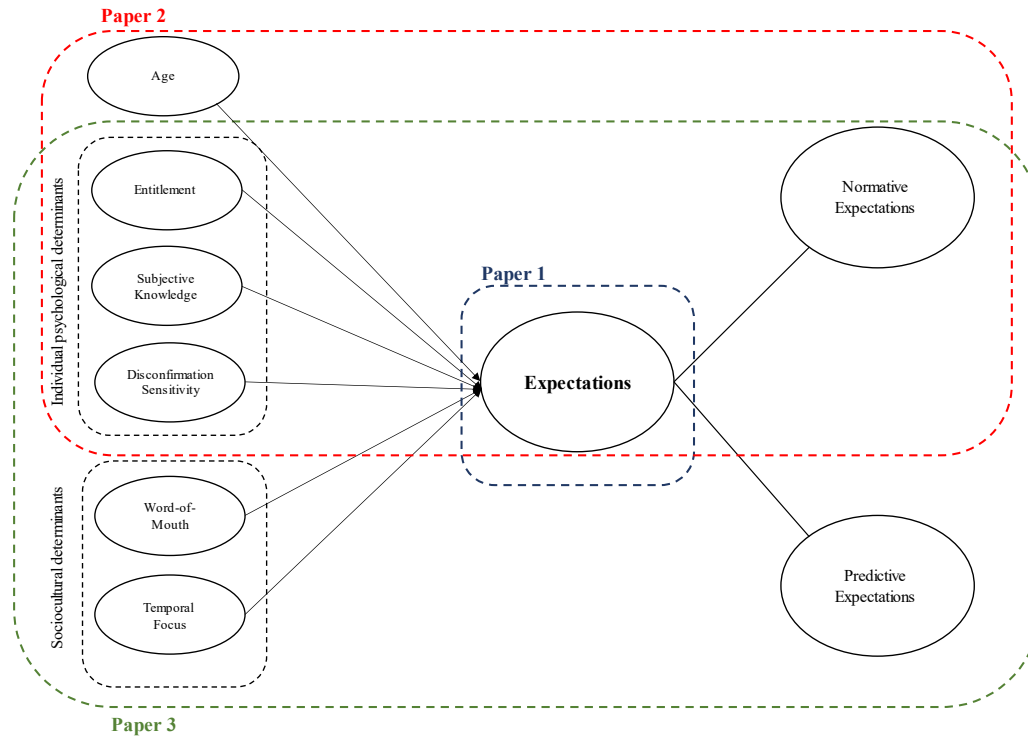 Paper 2
Age
Individual psychological determinants
Entitlement
Subjective
Knowledge
Disconfirmation
Sensitivity
Paper 1
Expectations
Normative
Expectations
Sociocultural determinants
Word-of-
Mouth
Temporal
Focus
Predictive
Expectations
Paper 3